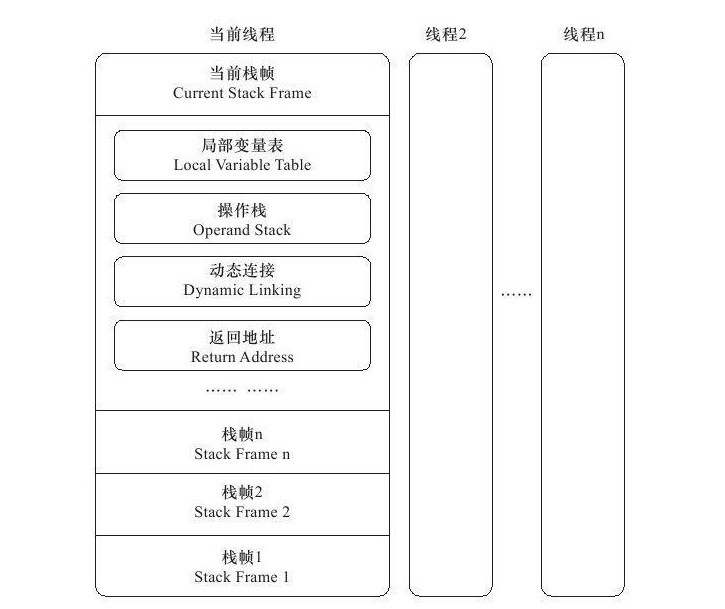 当前线程
线程2
线程n
当前栈帧
Current Stack Frame
局部变量表
Local Variable Table
操作栈
Operand Stack
动态连接
Dynamic Linking
返回地址
Return Address
…… ……
……
栈帧n
Stack Frame n
栈帧2
Stack Frame 2
栈帧1
Stack Frame 1